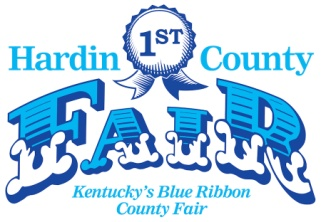 Hardin 1ST County
FAIR
Kentucky's Blue Ribbon
County Fair